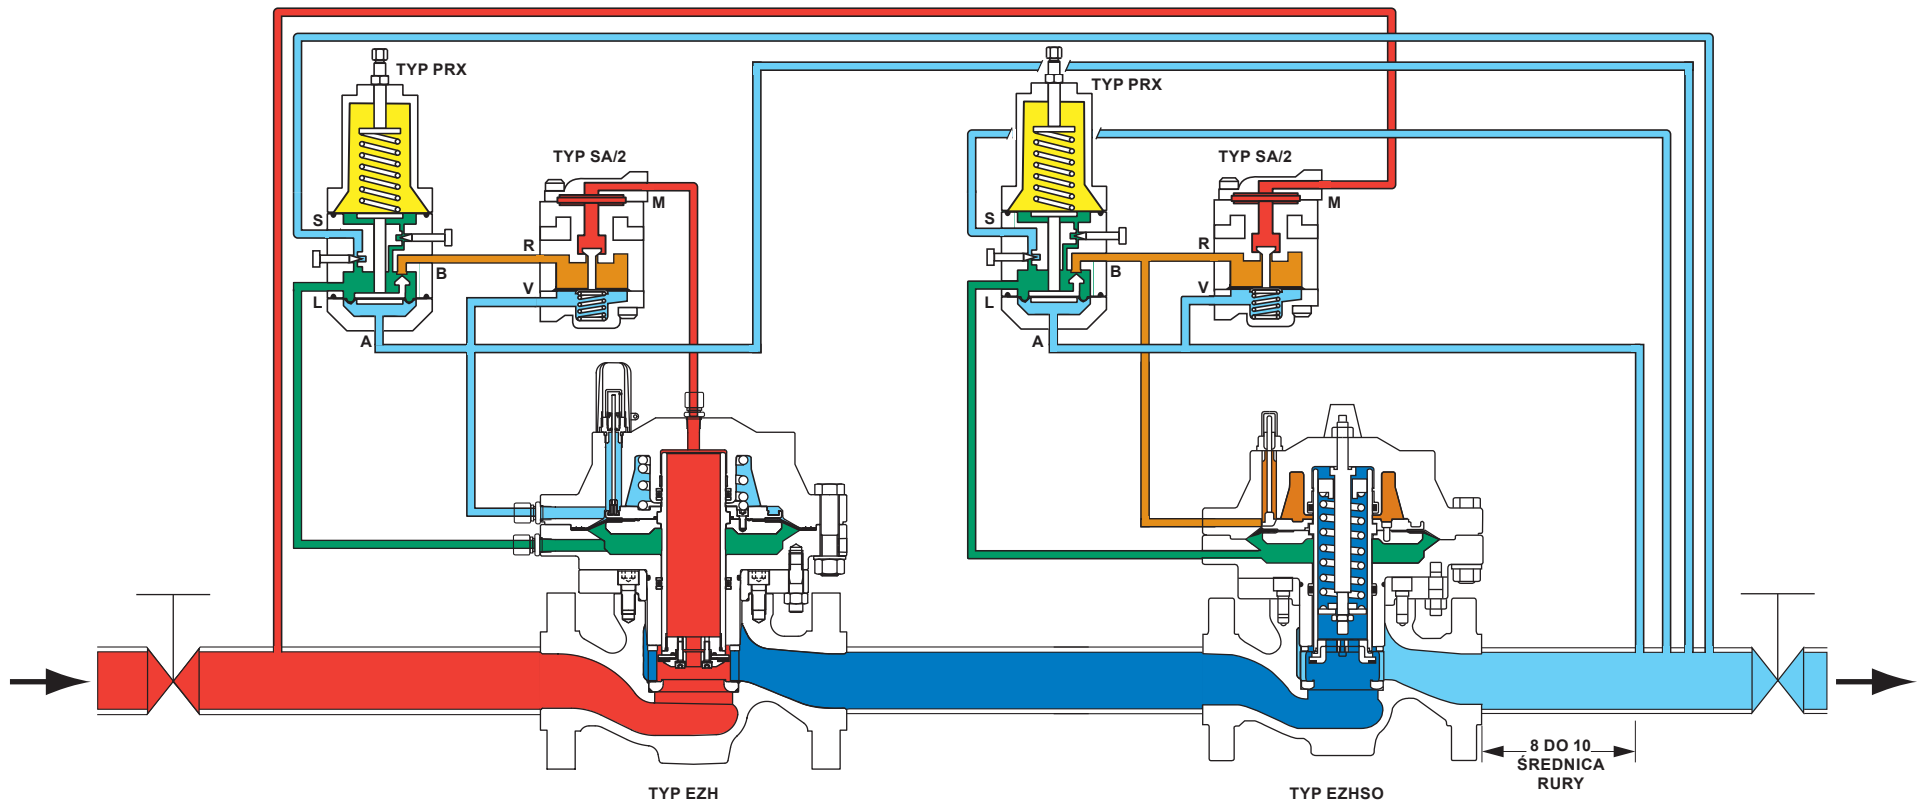 TYP PRX
TYP PRX
TYP SA/2
TYP SA/2
M
M
S
S
R
R
B
B
V
V
L
L
A
A
8 DO 10
ŚREDNICA
RURY
TYP EZH
TYP EZHSO